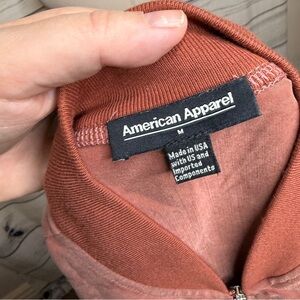 American Apparel
M
Made in USA
with US and
Imported
Components